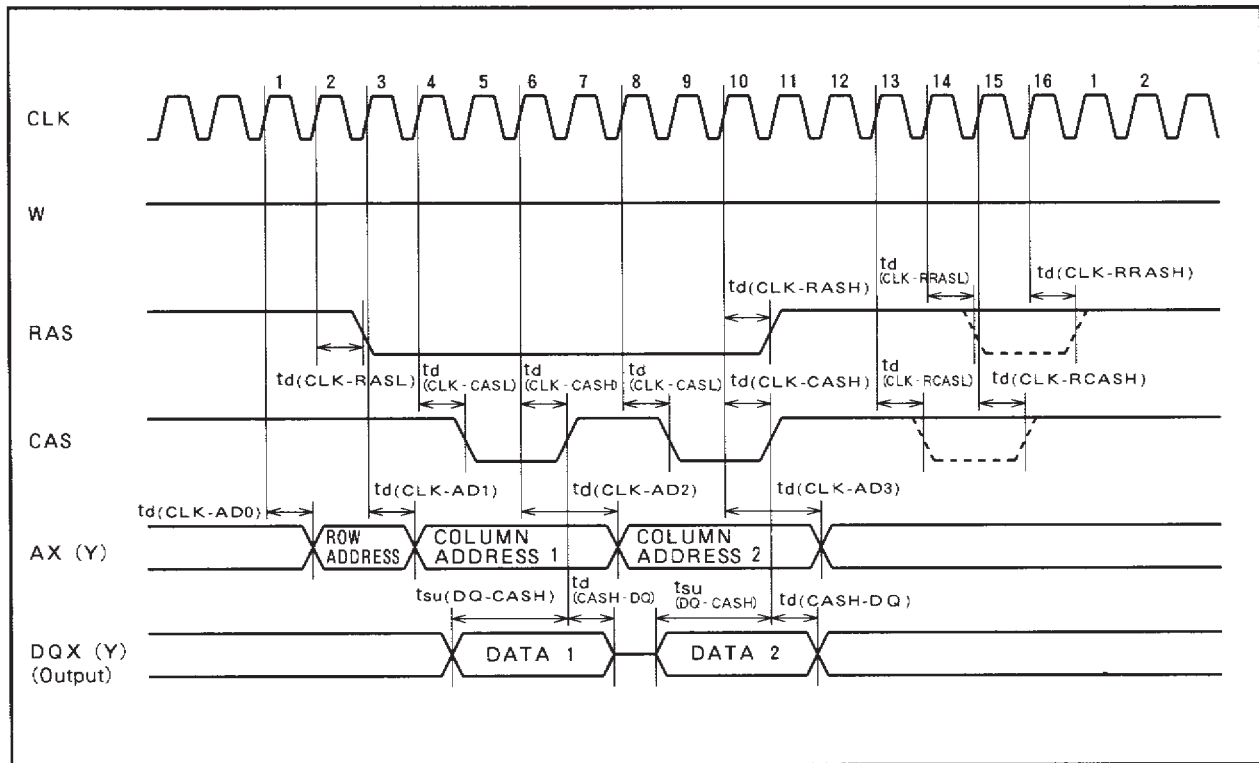 1 2 3 4 5 6 7 8 9 10 11 12 13 14 15 16 1 2
CLK
W
td(CLK-RASH)
td
(CLK-RRASL)
td(CLK-RRASH)
RAS
td(CLK-RASL)
td
(CLK-CASL)
td
(CLK-CASH)
td
(CLK-CASL)
td(CLK-CASH)
td
(CLK-RCASL)
td(CLK-RCASH)
CAS
td(CLK-AD0)
td(CLK-AD1)
td(CLK-AD2)
td(CLK-AD3)
AX (Y)
ROW
ADDRESS
COLUMN
ADDRESS 1
COLUMN
ADDRESS 2
tsu(DQ-CASH)
td
(CASH-DQ)
tsu
(DQ-CASH)
td(CASH-DQ)
DQX (Y)
(Output)
DATA 1
DATA 2